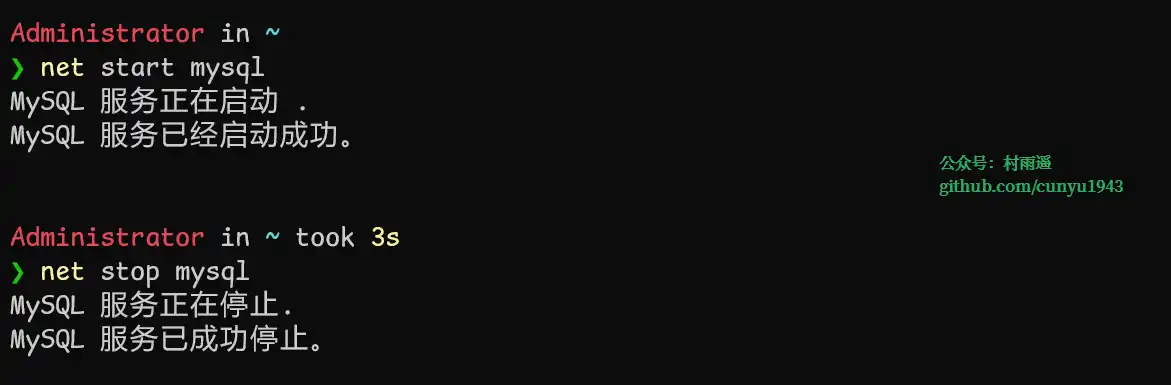 Administrator in ~
❯ net start mysql
MySQL 服务正在启动 .
MySQL 服务已经启动成功。
公众号：村雨遥
github.com/cunyu1943
Administrator in ~ took 3s
❯ net stop mysql
MySQL 服务正在停止.
MySQL 服务已成功停止。